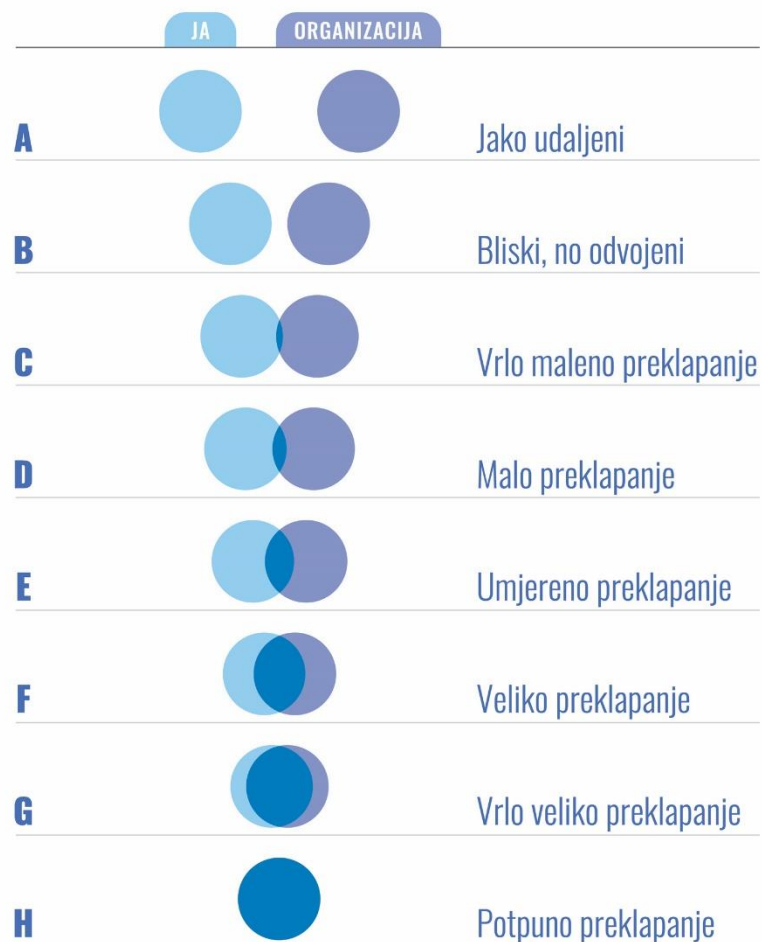 JA ORGANIZACIJA
A Jako udaljeni
B Bliski, no odvojeni
C Vrlo maleno preklapanje
D Malo preklapanje
E Umjereno preklapanje
F Veliko preklapanje
G Vrlo veliko preklapanje
H Potpuno preklapanje